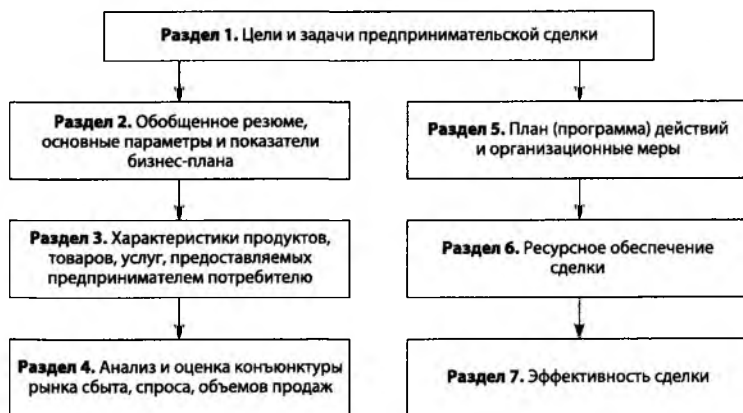 Раздел 1. Цели и задачи предпринимательской сделки
Раздел 2. Обобщенное резюме,
основные параметры и показатели
бизнес-плана
Раздел 3. Характеристики продуктов,
товаров, услуг, предоставляемых
предпринимателем потребителю
Раздел 4. Анализ и оценка конъюнктуры
рынка сбыта, спроса, объемов продаж
Раздел 5. План (программа) действий
и организационные меры
Раздел 6. Ресурсное обеспечение
сделки
Раздел 7. Эффективность сделки